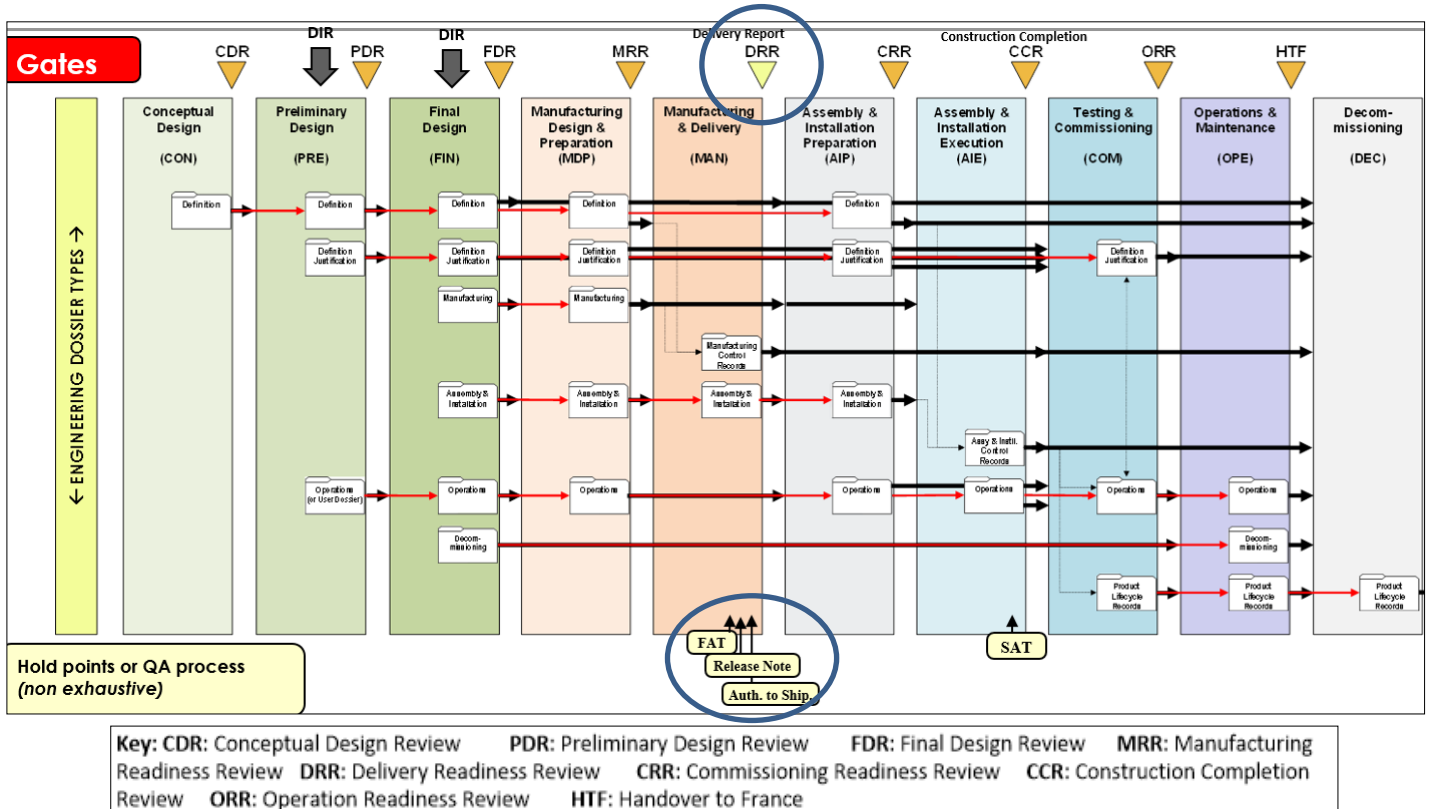 DIR
DIR
Delivery Report
Construction Completion
CDR
PDR
FDR
MRR
DRR
CRR
CCR
ORR
HTF
Gates
Conceptual
Design
(CON)
Preliminary
Design
(PRE)
Final
Design
(FIN)
Manufacturing
Design &
Preparation
(MDP)
Manufacturing
& Delivery
(MAN)
Assembly &
Installation
Preparation
(AIP)
Assembly &
Installation
Execution
(AIE)
Testing &
Commissioning
(COM)
Operations &
Maintenance
(OPE)
Decom-
missioning
(DEC)
← ENGINEERING DOSSIER TYPES →
Definition
Definition
Definition
Definition
Definition
Definition
Justification
Definition
Justification
Definition
Justification
Definition
Justification
Definition
Justification
Manufacturing
Manufacturing
Manufacturing
Control
Records
Assembly &
Installation
Assembly &
Installation
Assembly &
Installation
Assembly &
Installation
Assy & Instl.
Control
Records
Operations
(or User Dossier)
Operations
Operations
Operations
Operations
Operations
Operations
Decom-
missioning
Decom-
missioning
Product
Lifecycle
Records
Product
Lifecycle
Records
Product
Lifecycle
Records
FAT
Release Note
Auth. to Ship.
SAT
Hold points or QA process
(non exhaustive)
Key: CDR: Conceptual Design Review PDR: Preliminary Design Review FDR: Final Design Review MRR: Manufacturing
Readiness Review DRR: Delivery Readiness Review CRR: Commissioning Readiness Review CCR: Construction Completion
Review ORR: Operation Readiness Review HTF: Handover to France